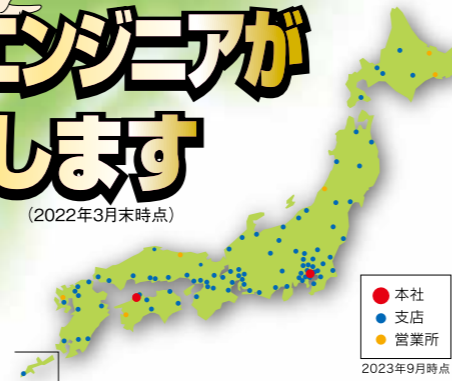 エンジニアが
します
（2022年3月末時点）
本社
支店
営業所
2023年9月時点